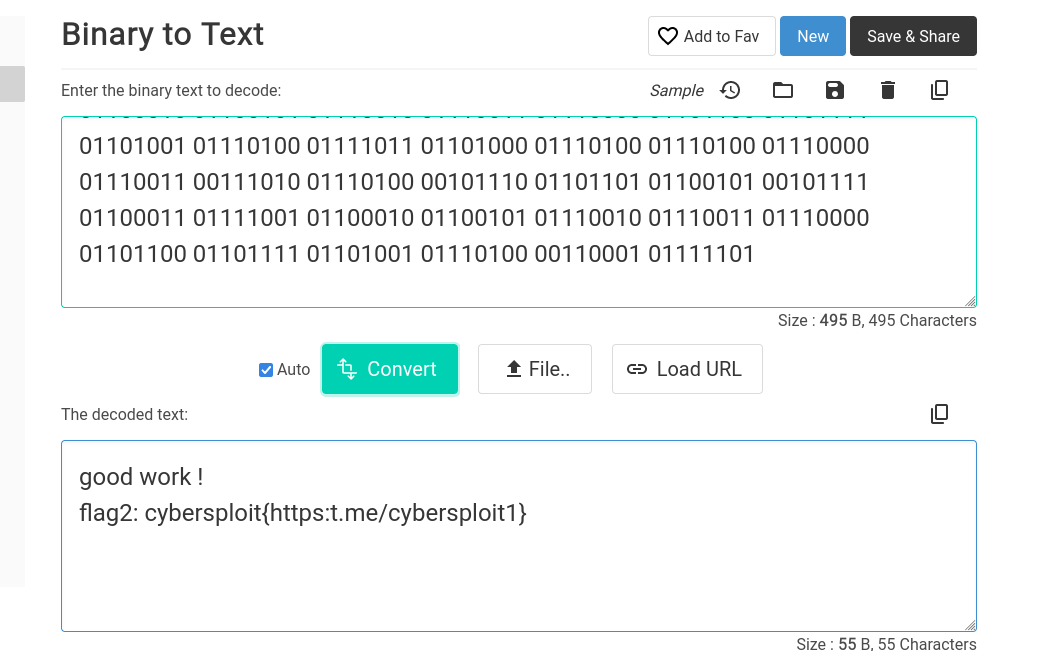 Binary to Text
Add to Fav
New
Save & Share
Enter the binary text to decode:
Sample
01101001 01110100 01111011 01101000 01110100 01110100 01110000
01110011 00111010 01110100 00101110 01101101 01100101 00101111
01100011 01111001 01100010 01100101 01110010 01110011 01110000
01101100 01101111 01101001 01110100 00110001 01111101
Size : 495 B, 495 Characters
Auto
Convert
File..
Load URL
The decoded text:
good work !
flag2: cybersploit{https:t.me/cybersploit1}
Size : 55 B, 55 Characters